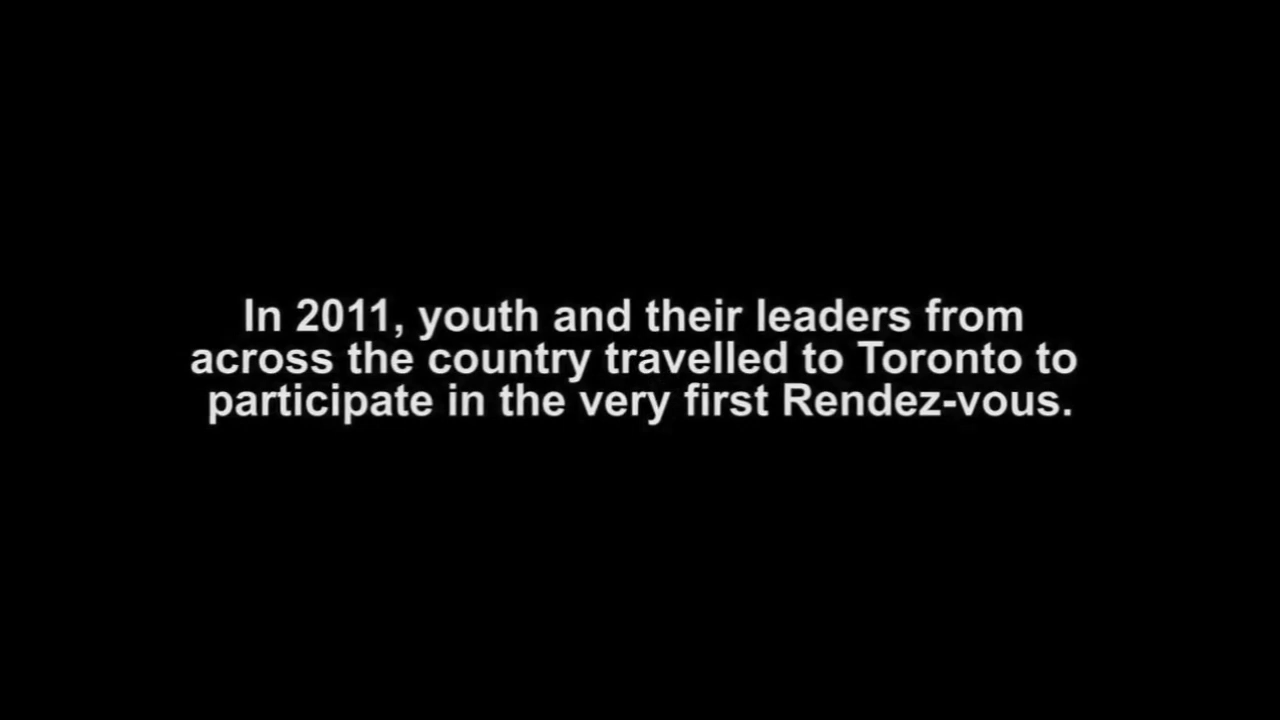 In 2011, youth and their leaders from
across the country travelled to Toronto to
participate in the very first Rendez-vous.